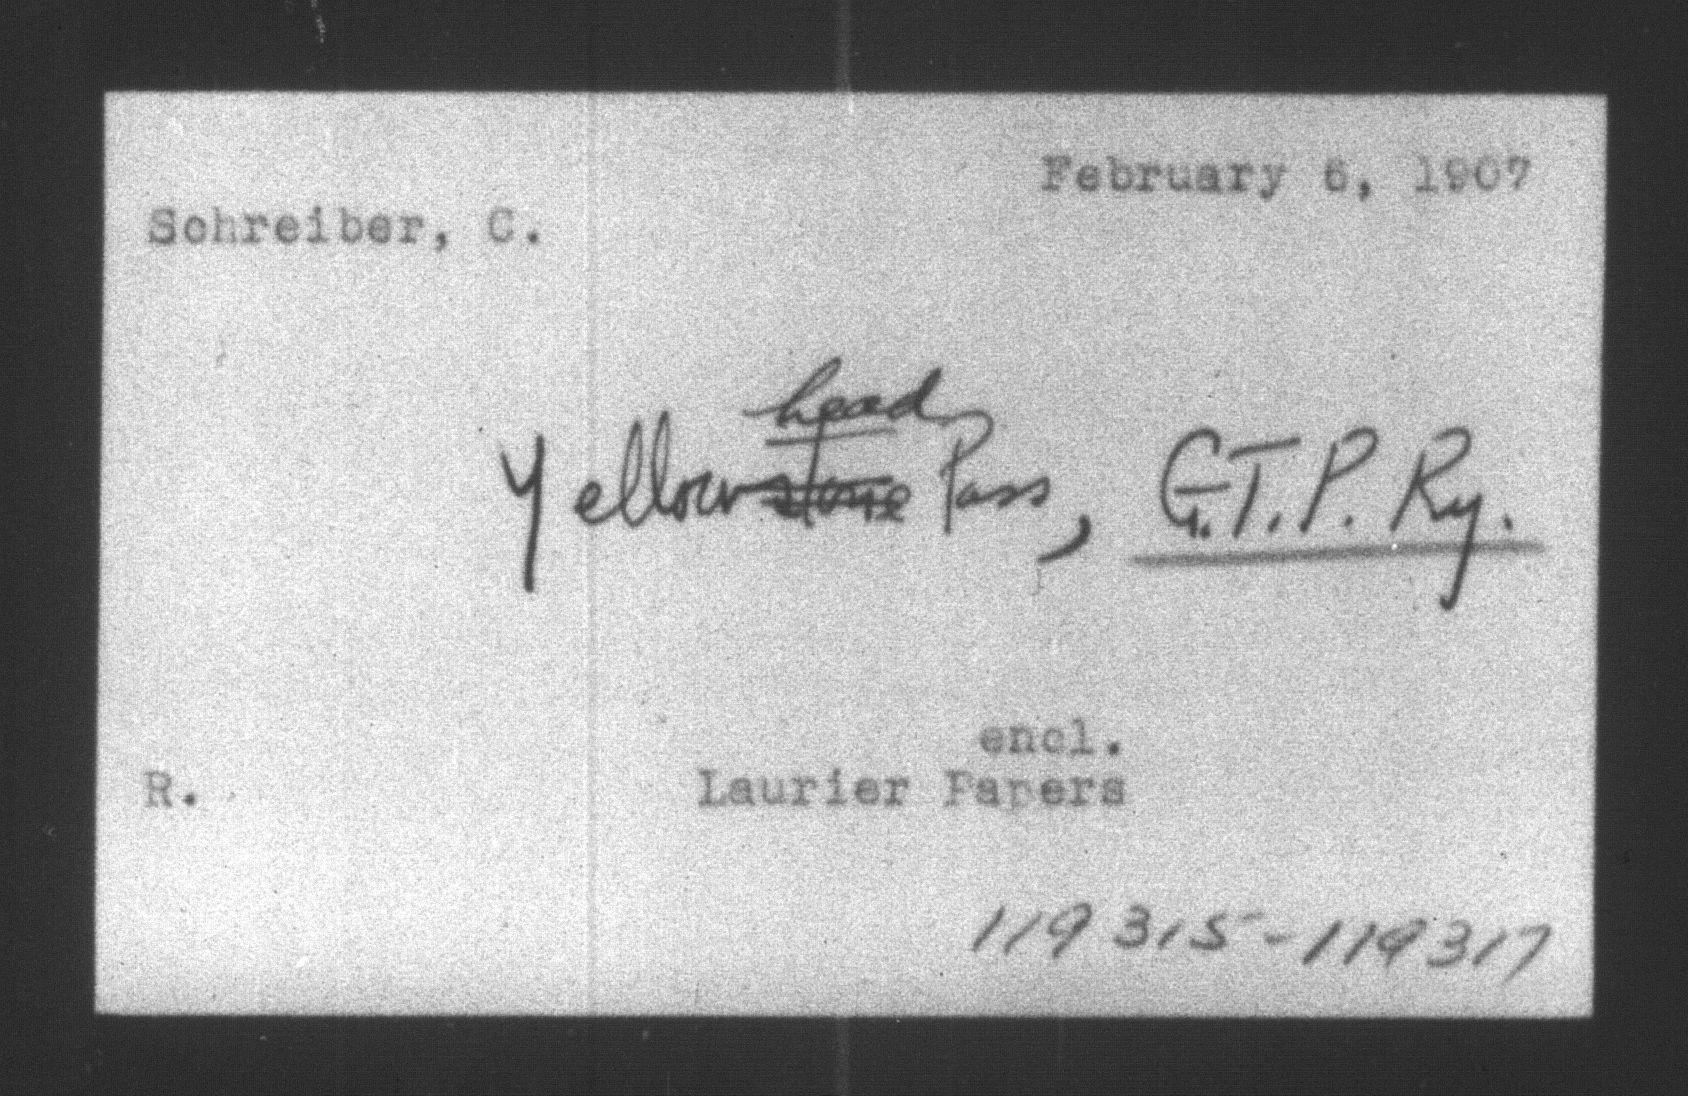 February 6, 1907
Schreiber, C.
head
Yellowstone Pass, G.T.P. Ry.
encl.
R. Laurier Papers
119315-119317